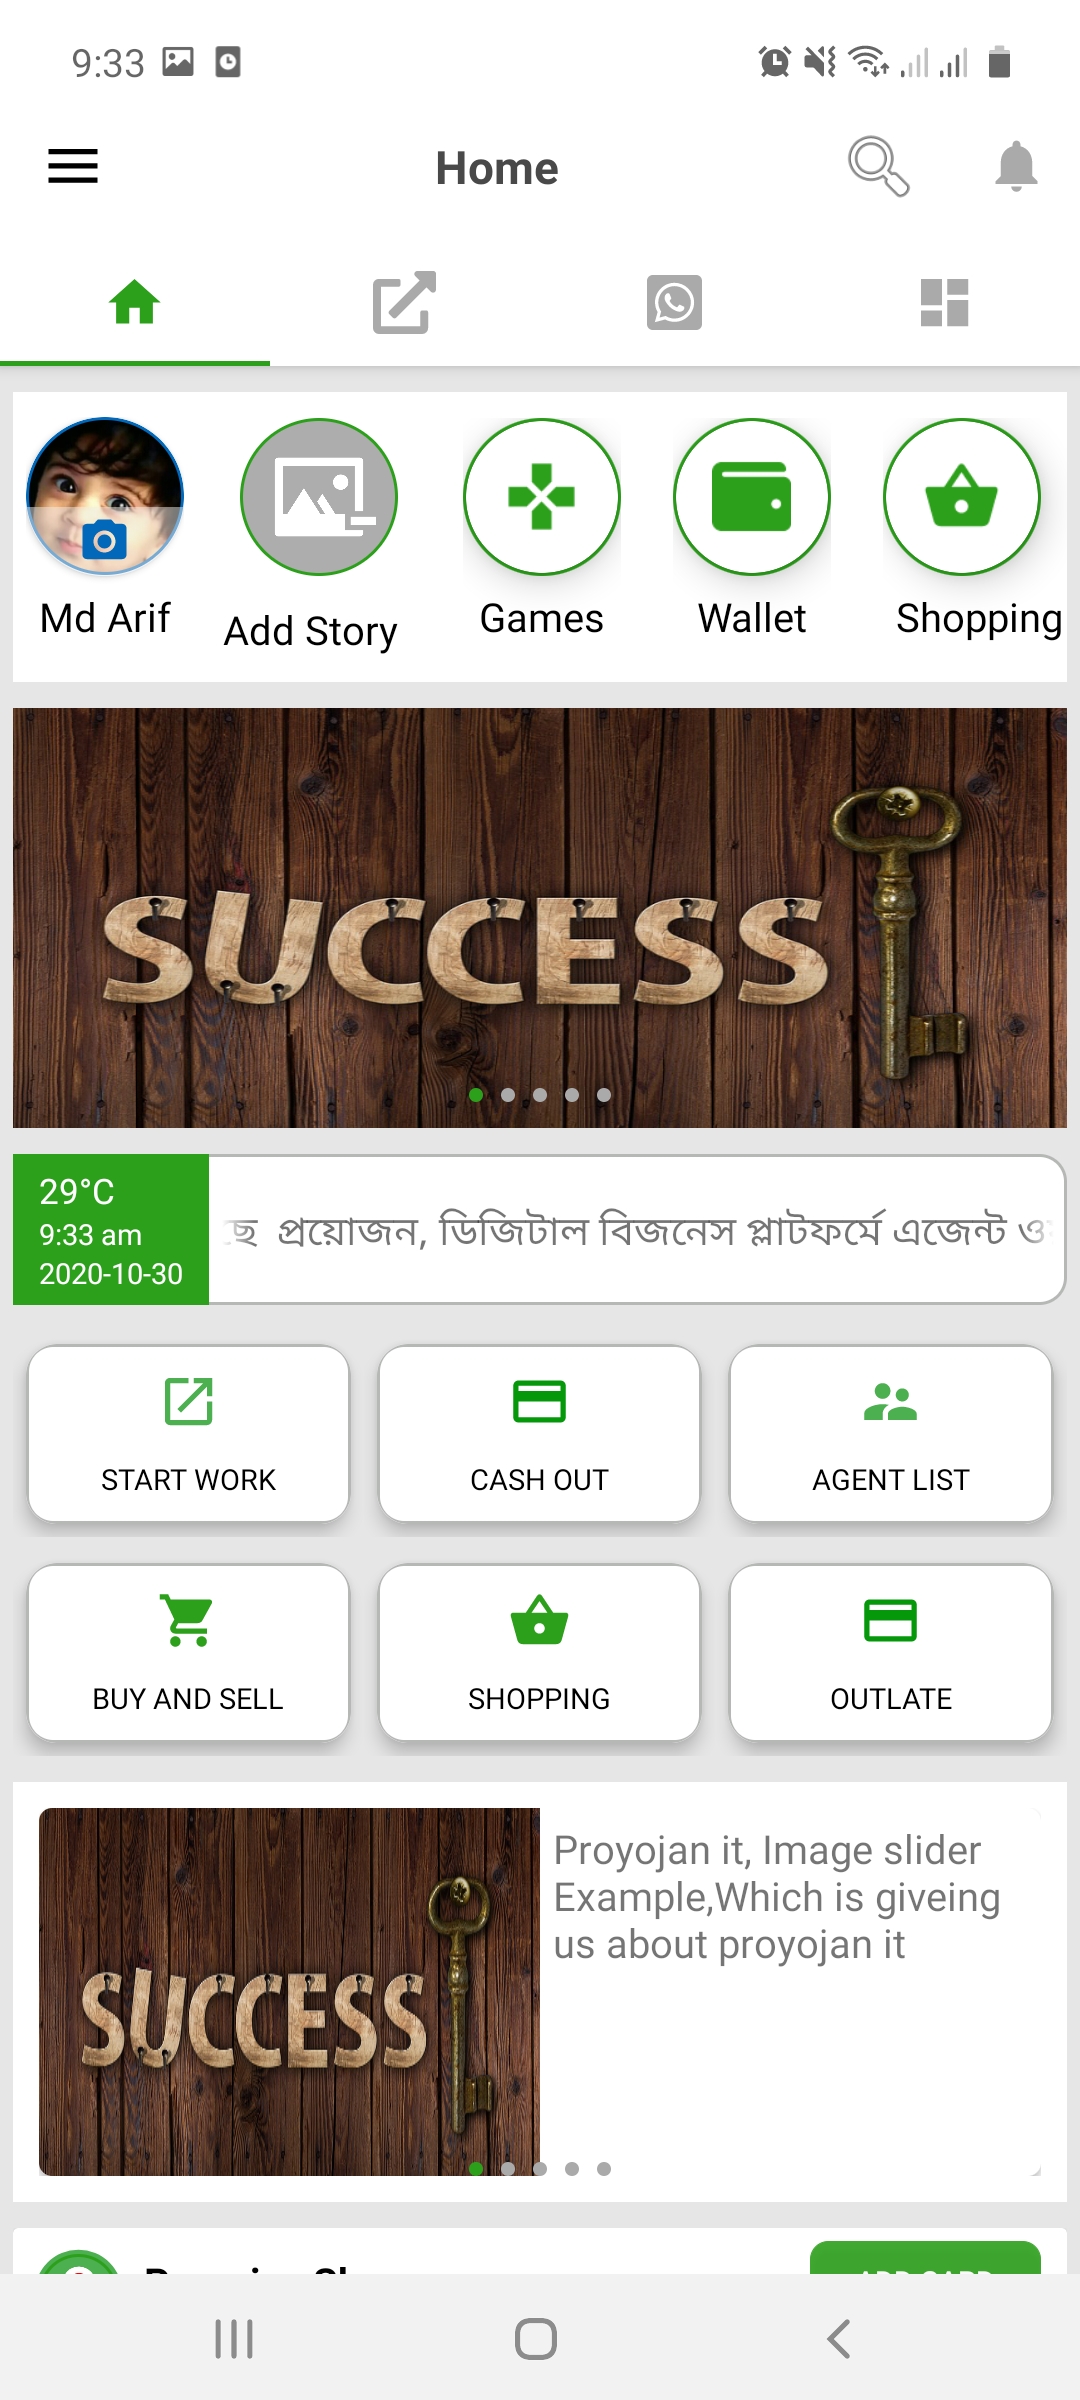 9:33
Home
Md Arif
Add Story
Games
Wallet
Shopping
SUCCESS
29°C
9:33 am
2020-10-30
প্রয়োজন, ডিজিটাল বিজনেস প্লাটফর্মে এজেন্ট
START WORK
CASH OUT
AGENT LIST
BUY AND SELL
SHOPPING
OUTLATE
SUCCESS
Proyojan it, Image slider
Example,Which is giveing
us about proyojan it